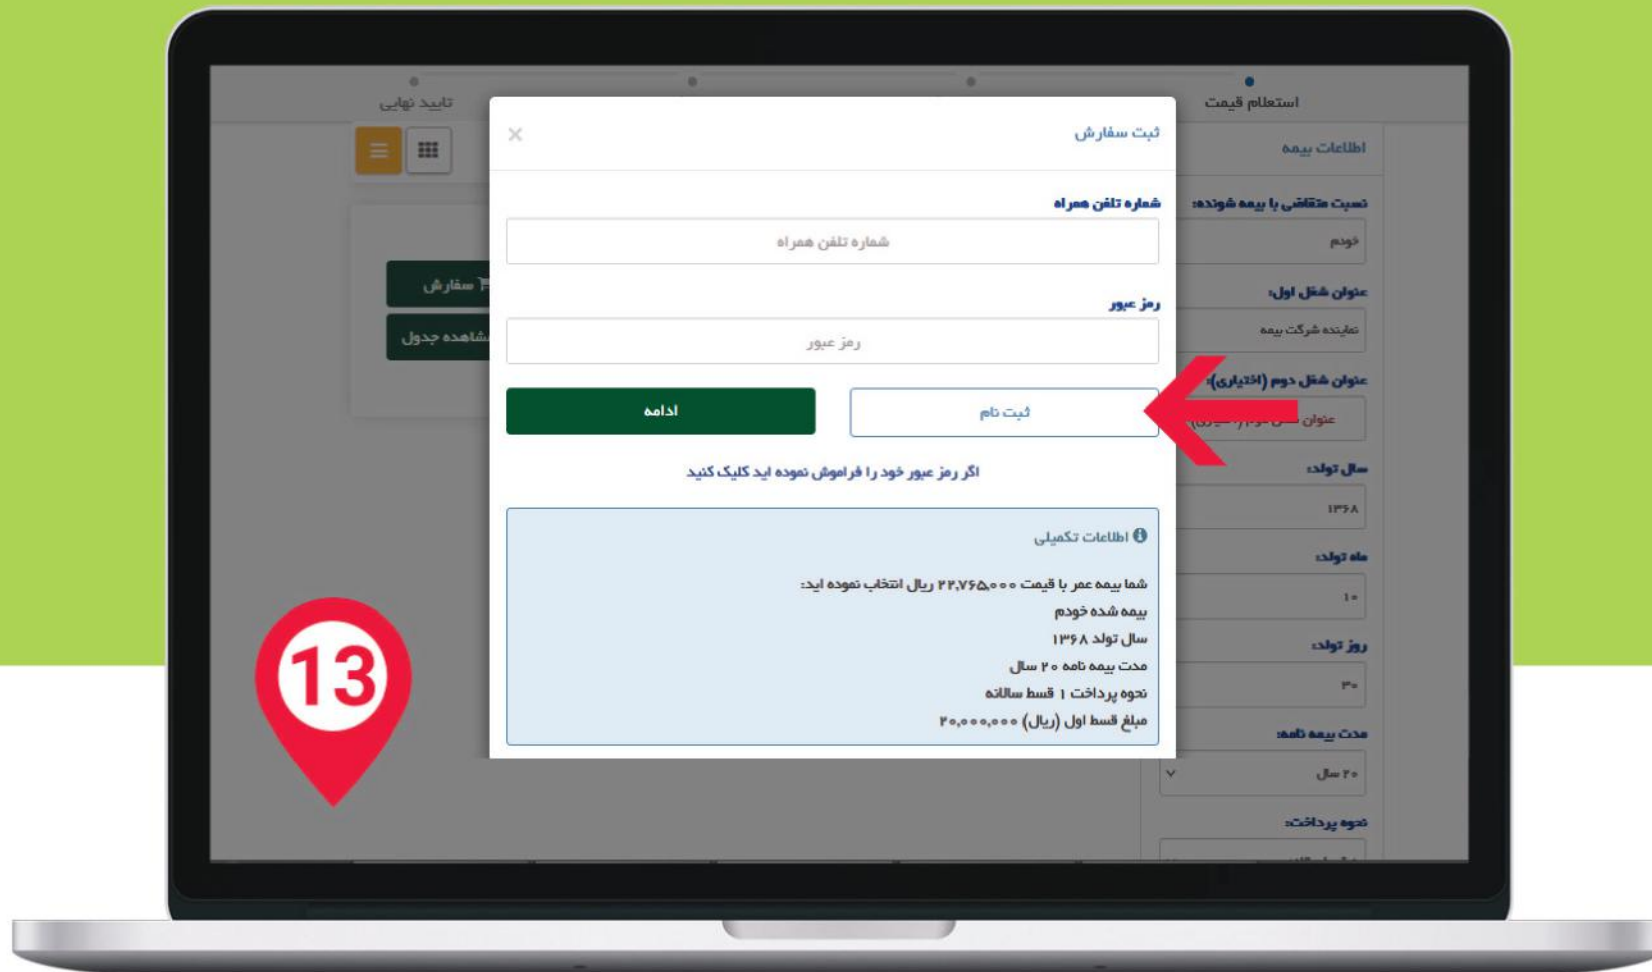 استعلام قیمت
تایید نهایی
اطلاعات بیمه
نسبت متقاضی با بیمه شونده:
خودم
عنوان شغل اول:
نماینده شرکت بیمه
عنوان شغل دوم (اختیاری):
عنوان
سال تولد:
۱۳۶۸
ماه تولد:
۱۰
روز تولد:
۳۰
مدت بیمه نامه:
۲۰ سال
نحوه پرداخت:
ثبت سفارش
×
شماره تلفن همراه
شماره تلفن همراه
رمز عبور
رمز عبور
ثبت نام
ادامه
اگر رمز عبور خود را فراموش نموده اید کلیک کنید
اطلاعات تکمیلی
شما بیمه عمر با قیمت ۲۲,۷۶۵,۰۰۰ ریال انتخاب نموده اید:
بیمه شده خودم
سال تولد ۱۳۶۸
مدت بیمه نامه ۲۰ سال
نحوه پرداخت ۱ قسط سالانه
مبلغ قسط اول (ریال) ۲۰,۰۰۰,۰۰۰
سفارش
مشاهده جدول
13